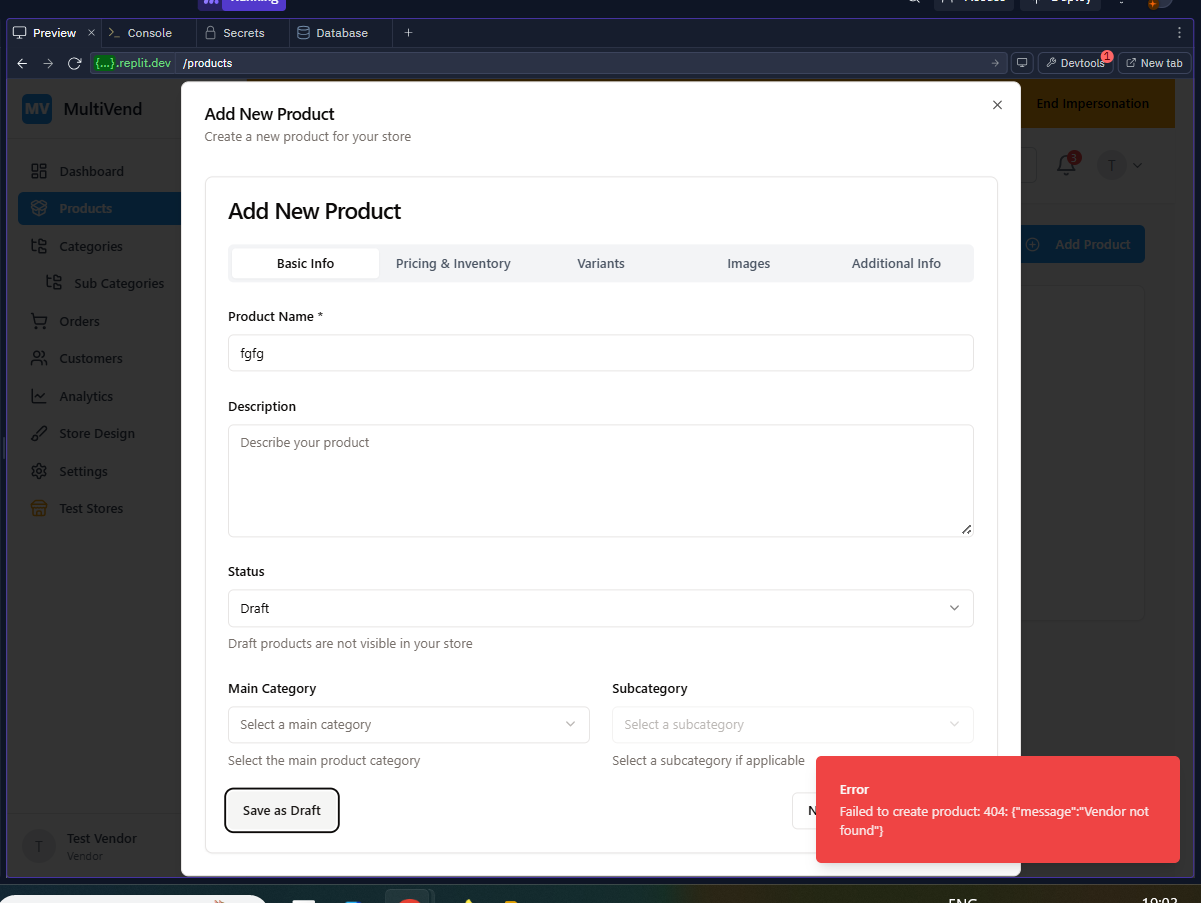 Running
Preview
Console
Secrets
Database
{...}.replit.dev
/products
Devtools
1
New tab
MV
MultiVend
End Impersonation
Dashboard
Products
Categories
Sub Categories
Orders
Customers
Analytics
Store Design
Settings
Test Stores
3
T
Add Product
Add New Product
Create a new product for your store
Add New Product
Basic Info
Pricing & Inventory
Variants
Images
Additional Info
Product Name *
fgfg
Description
Describe your product
Status
Draft
Draft products are not visible in your store
Main Category
Subcategory
Select a main category
Select a subcategory
Select the main product category
Select a subcategory if applicable
Save as Draft
N
Error
Failed to create product: 404: {"message":"Vendor not
found"}
T
Test Vendor
Vendor
ENG